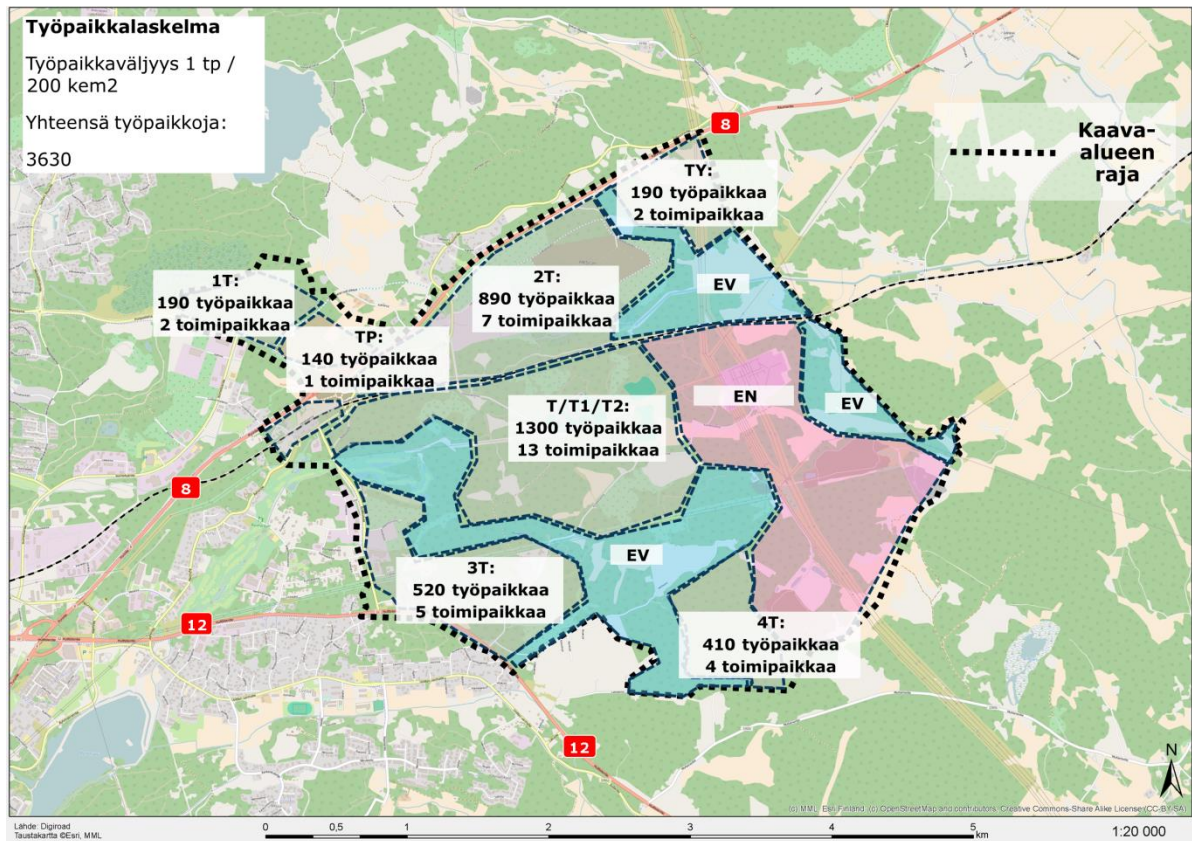 Työpaikkalaskelma
Työpaikkaväljyys 1 tp /
200 kem2
Yhteensä työpaikkoja:
3630
8
Kaava-
alueen
raja
TY:
190 työpaikkaa
2 toimipaikkaa
1T:
190 työpaikkaa
2 toimipaikkaa
2T:
890 työpaikkaa
7 toimipaikkaa
EV
TP:
140 työpaikkaa
1 toimipaikkaa
T/T1/T2:
1300 työpaikkaa
13 toimipaikkaa
EN
EV
8
EV
3T:
520 työpaikkaa
5 toimipaikkaa
12
4T:
410 työpaikkaa
4 toimipaikkaa
12
N
(c) MML, Esri Finland, (c) OpenStreetMap and contributors, Creative Commons-Share Alike License (CC-BY-SA)
Lähde: Digiroad
Taustakartta ©Esri, MML
0 0,5 1 2 3 4 5
km
1:20 000